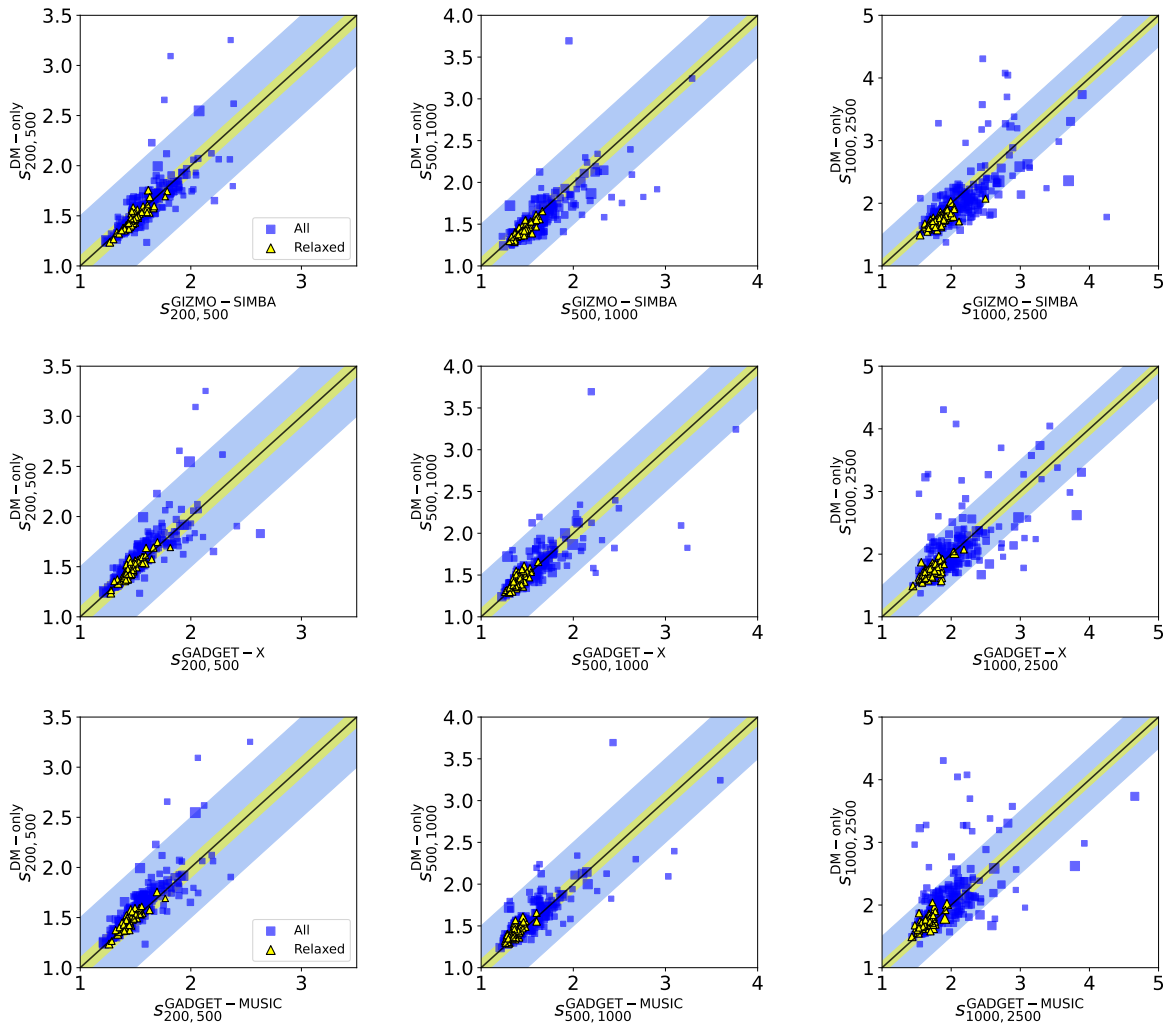 3.5
3.0
2.5
2.0
1.5
1.0
1 2 3
s^{DM-only}_{200,500}
s^{GIZMO-SIMBA}_{200,500}
All
Relaxed
4.0
3.5
3.0
2.5
2.0
1.5
1.0
1 2 3 4
s^{DM-only}_{500,1000}
s^{GIZMO-SIMBA}_{500,1000}
5
4
3
2
1
1 2 3 4 5
s^{DM-only}_{1000,2500}
s^{GIZMO-SIMBA}_{1000,2500}
3.5
3.0
2.5
2.0
1.5
1.0
1 2 3
s^{DM-only}_{200,500}
s^{GADGET-X}_{200,500}
4.0
3.5
3.0
2.5
2.0
1.5
1.0
1 2 3 4
s^{DM-only}_{500,1000}
s^{GADGET-X}_{500,1000}
5
4
3
2
1
1 2 3 4 5
s^{DM-only}_{1000,2500}
s^{GADGET-X}_{1000,2500}
3.5
3.0
2.5
2.0
1.5
1.0
1 2 3
s^{DM-only}_{200,500}
s^{GADGET-MUSIC}_{200,500}
All
Relaxed
4.0
3.5
3.0
2.5
2.0
1.5
1.0
1 2 3 4
s^{DM-only}_{500,1000}
s^{GADGET-MUSIC}_{500,1000}
5
4
3
2
1
1 2 3 4 5
s^{DM-only}_{1000,2500}
s^{GADGET-MUSIC}_{1000,2500}